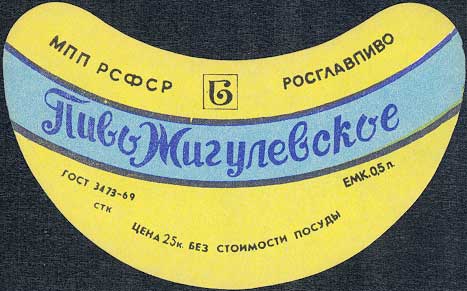 МПП РСФСР Б РОСГЛАВПИВО
Пиво Жигулевское
ГОСТ 3473-69 ЕМК.0,5 л.
СТК
ЦЕНА 25к. БЕЗ СТОИМОСТИ ПОСУДЫ